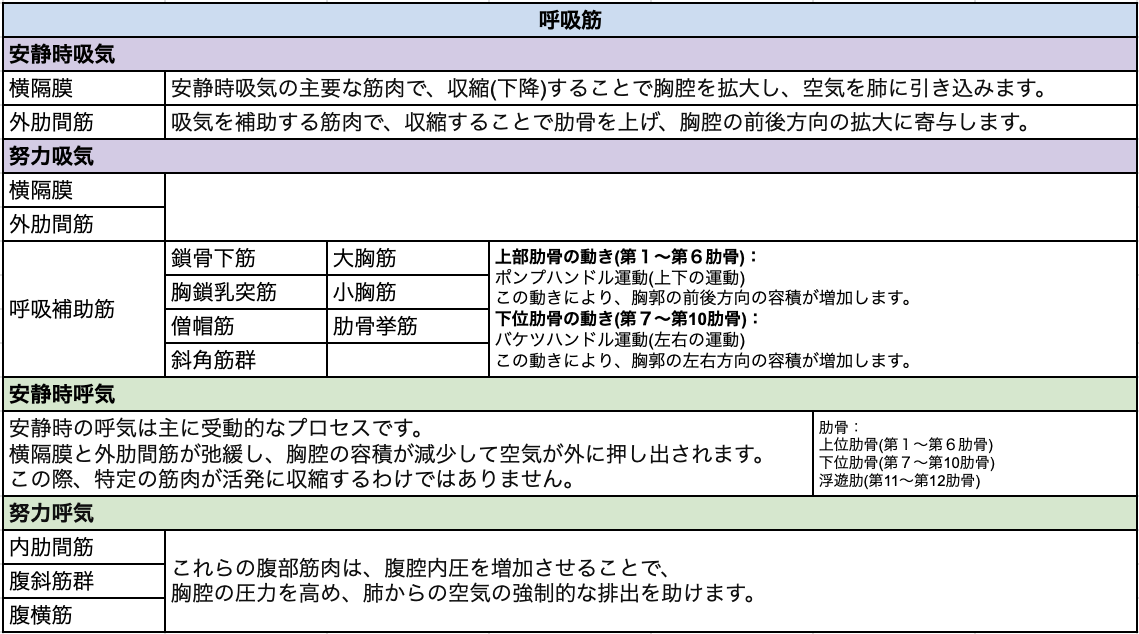 呼吸筋
安静時吸気
横隔膜
安静時吸気の主要な筋肉で、収縮(下降)することで胸腔を拡大し、空気を肺に引き込みます。
外肋間筋
吸気を補助する筋肉で、収縮することで肋骨を上げ、胸腔の前後方向の拡大に寄与します。
努力吸気
横隔膜
外肋間筋
呼吸補助筋
鎖骨下筋
大胸筋
胸鎖乳突筋
小胸筋
僧帽筋
肋骨挙筋
斜角筋群
上部肋骨の動き(第１〜第６肋骨)：
ポンプハンドル運動(上下の運動)
この動きにより、胸郭の前後方向の容積が増加します。
下位肋骨の動き(第７〜第10肋骨)：
バケツハンドル運動(左右の運動)
この動きにより、胸郭の左右方向の容積が増加します。
安静時呼気
安静時の呼気は主に受動的なプロセスです。
横隔膜と外肋間筋が弛緩し、胸腔の容積が減少して空気が外に押し出されます。
この際、特定の筋肉が活発に収縮するわけではありません。
肋骨：
上位肋骨(第１〜第６肋骨)
下位肋骨(第７〜第10肋骨)
浮遊肋(第11〜第12肋骨)
努力呼気
内肋間筋
腹斜筋群
腹横筋
これらの腹部筋肉は、腹腔内圧を増加させることで、
胸腔の圧力を高め、肺からの空気の強制的な排出を助けます。